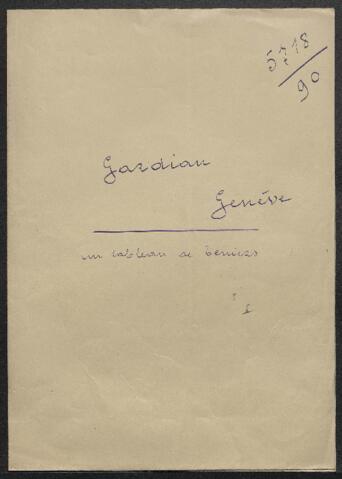 5718
90
Gardian
Genève
un tableau de Teniers